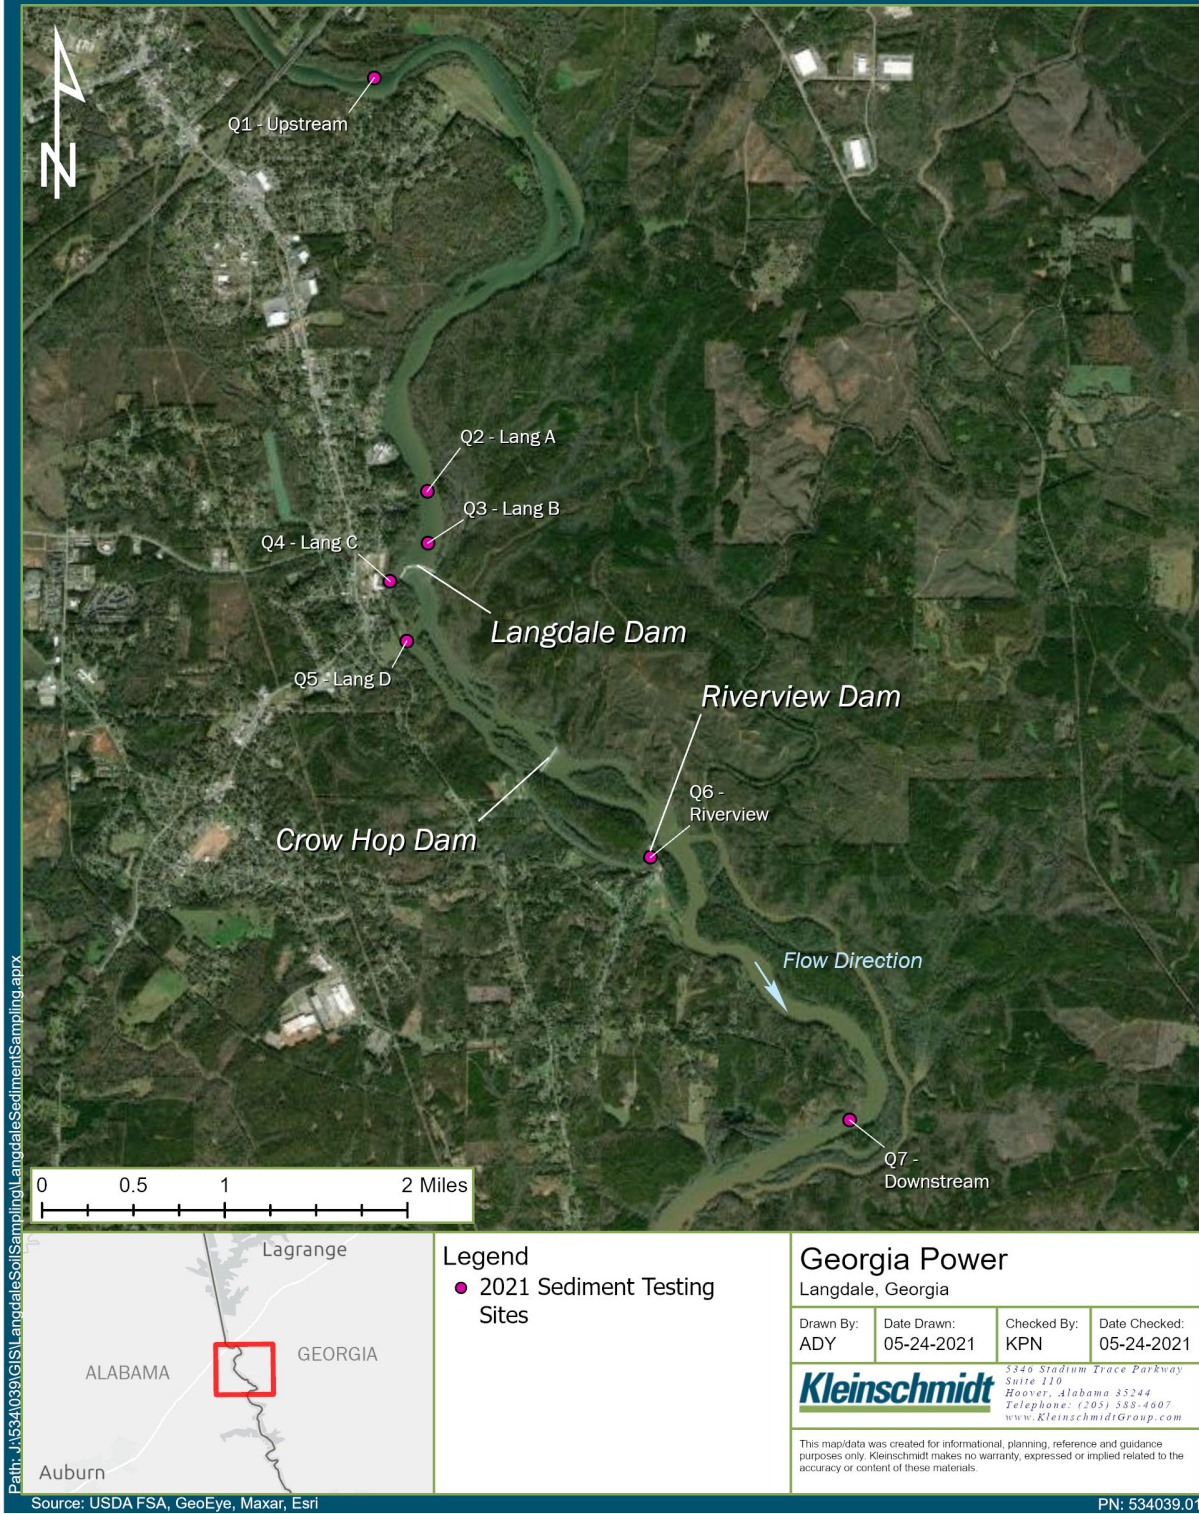 N
Q1 - Upstream
Q2 - Lang A
Q3 - Lang B
Q4 - Lang C
Langdale Dam
Q5 - Lang D
Riverview Dam
Q6 -
Riverview
Crow Hop Dam
Flow Direction
Q7 -
Downstream
0 0.5 1 2 Miles
Path: J:\534\039\GIS\LangdaleSoilSampling\LangdaleSedimentSampling.aprx
Lagrange
ALABAMA
GEORGIA
Auburn
Legend
2021 Sediment Testing
Sites
Georgia Power
Langdale, Georgia
Drawn By:
ADY
Date Drawn:
05-24-2021
Checked By:
KPN
Date Checked:
05-24-2021
Kleinschmidt
5346 Stadium Trace Parkway
Suite 110
Hoover, Alabama 35244
Telephone: (205) 588-4607
www.KleinschmidtGroup.com
This map/data was created for informational, planning, reference and guidance
purposes only. Kleinschmidt makes no warranty, expressed or implied related to the
accuracy or content of these materials.
Source: USDA FSA, GeoEye, Maxar, Esri
PN: 534039.01